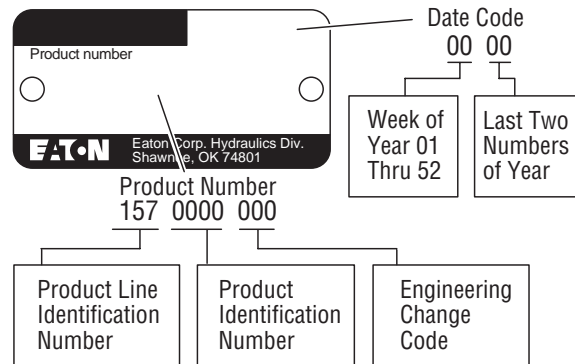 Date Code
00 00
Product number
Week of
Year 01
Thru 52
Last Two
Numbers
of Year
EATON
Eaton Corp. Hydraulics Div.
Shawnee, OK 74801
Product Number
157 0000 000
Product Line
Identification
Number
Product
Identification
Number
Engineering
Change
Code